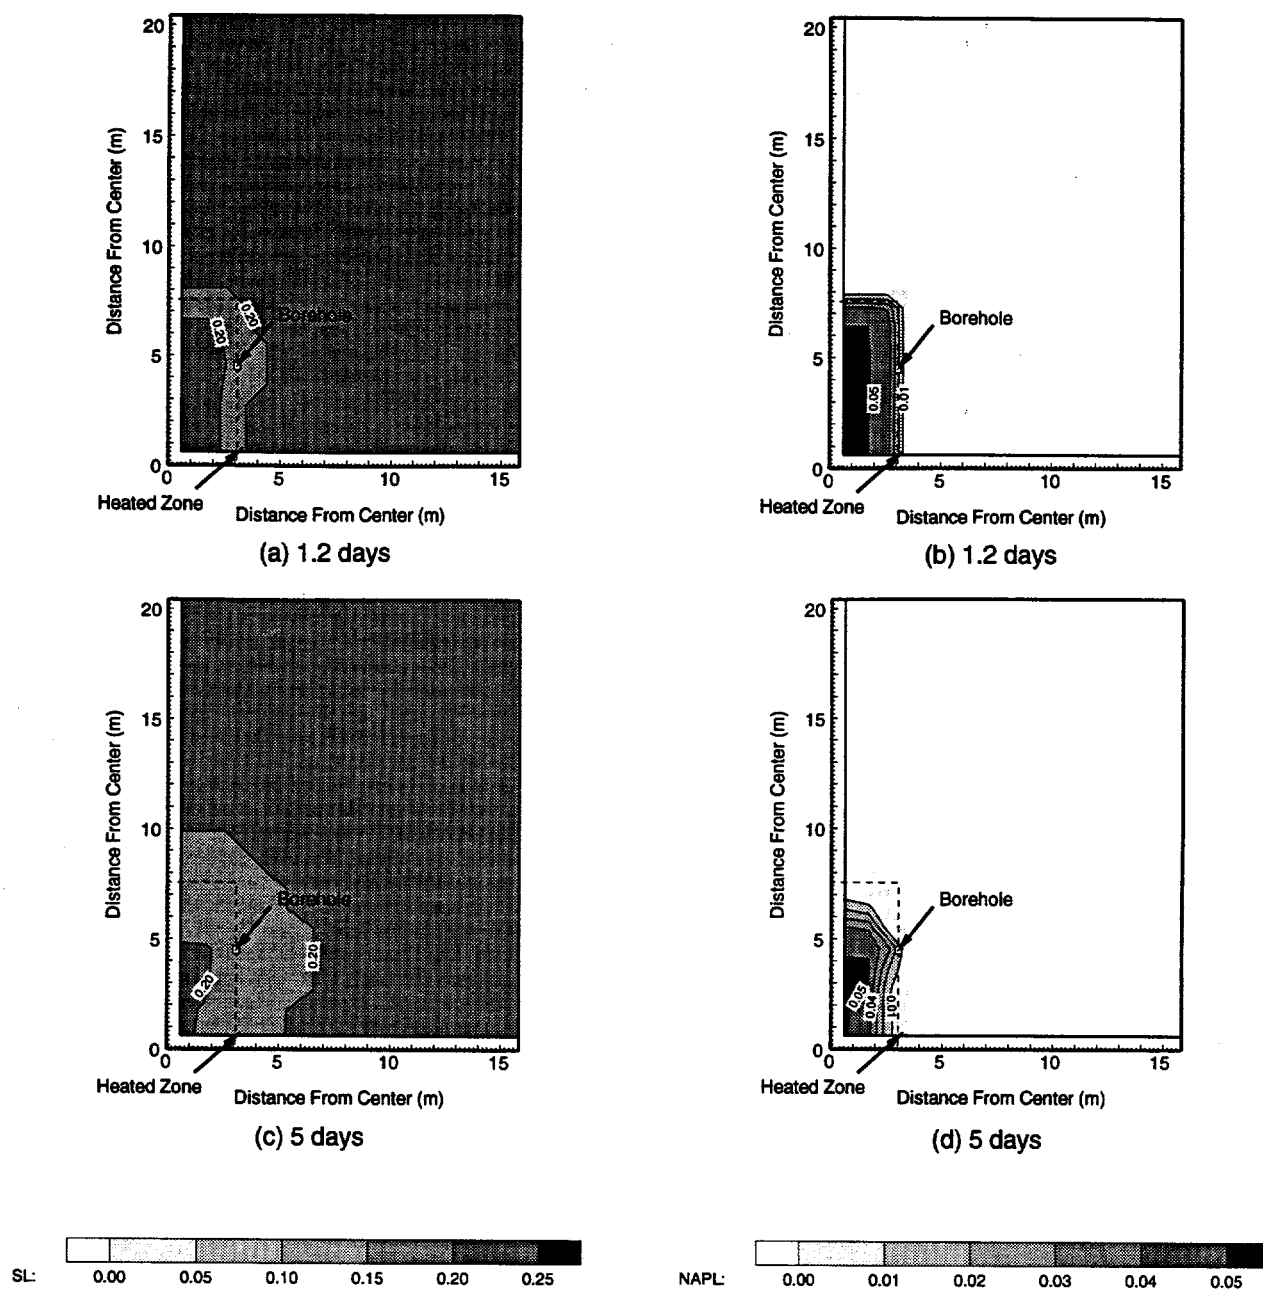 20
15
10
5
0
0 5 10 15
Distance From Center (m)
0.20
0.20
Borehole
Heated Zone
Distance From Center (m)
(a) 1.2 days
20
15
10
5
0
0 5 10 15
Distance From Center (m)
Borehole
0.05
0.01
Heated Zone
Distance From Center (m)
(b) 1.2 days
20
15
10
5
0
0 5 10 15
Distance From Center (m)
Borehole
0.20
0.20
Heated Zone
Distance From Center (m)
(c) 5 days
20
15
10
5
0
0 5 10 15
Distance From Center (m)
Borehole
0.05
0.04
0.01
Heated Zone
Distance From Center (m)
(d) 5 days
SL: 0.00 0.05 0.10 0.15 0.20 0.25
NAPL: 0.00 0.01 0.02 0.03 0.04 0.05